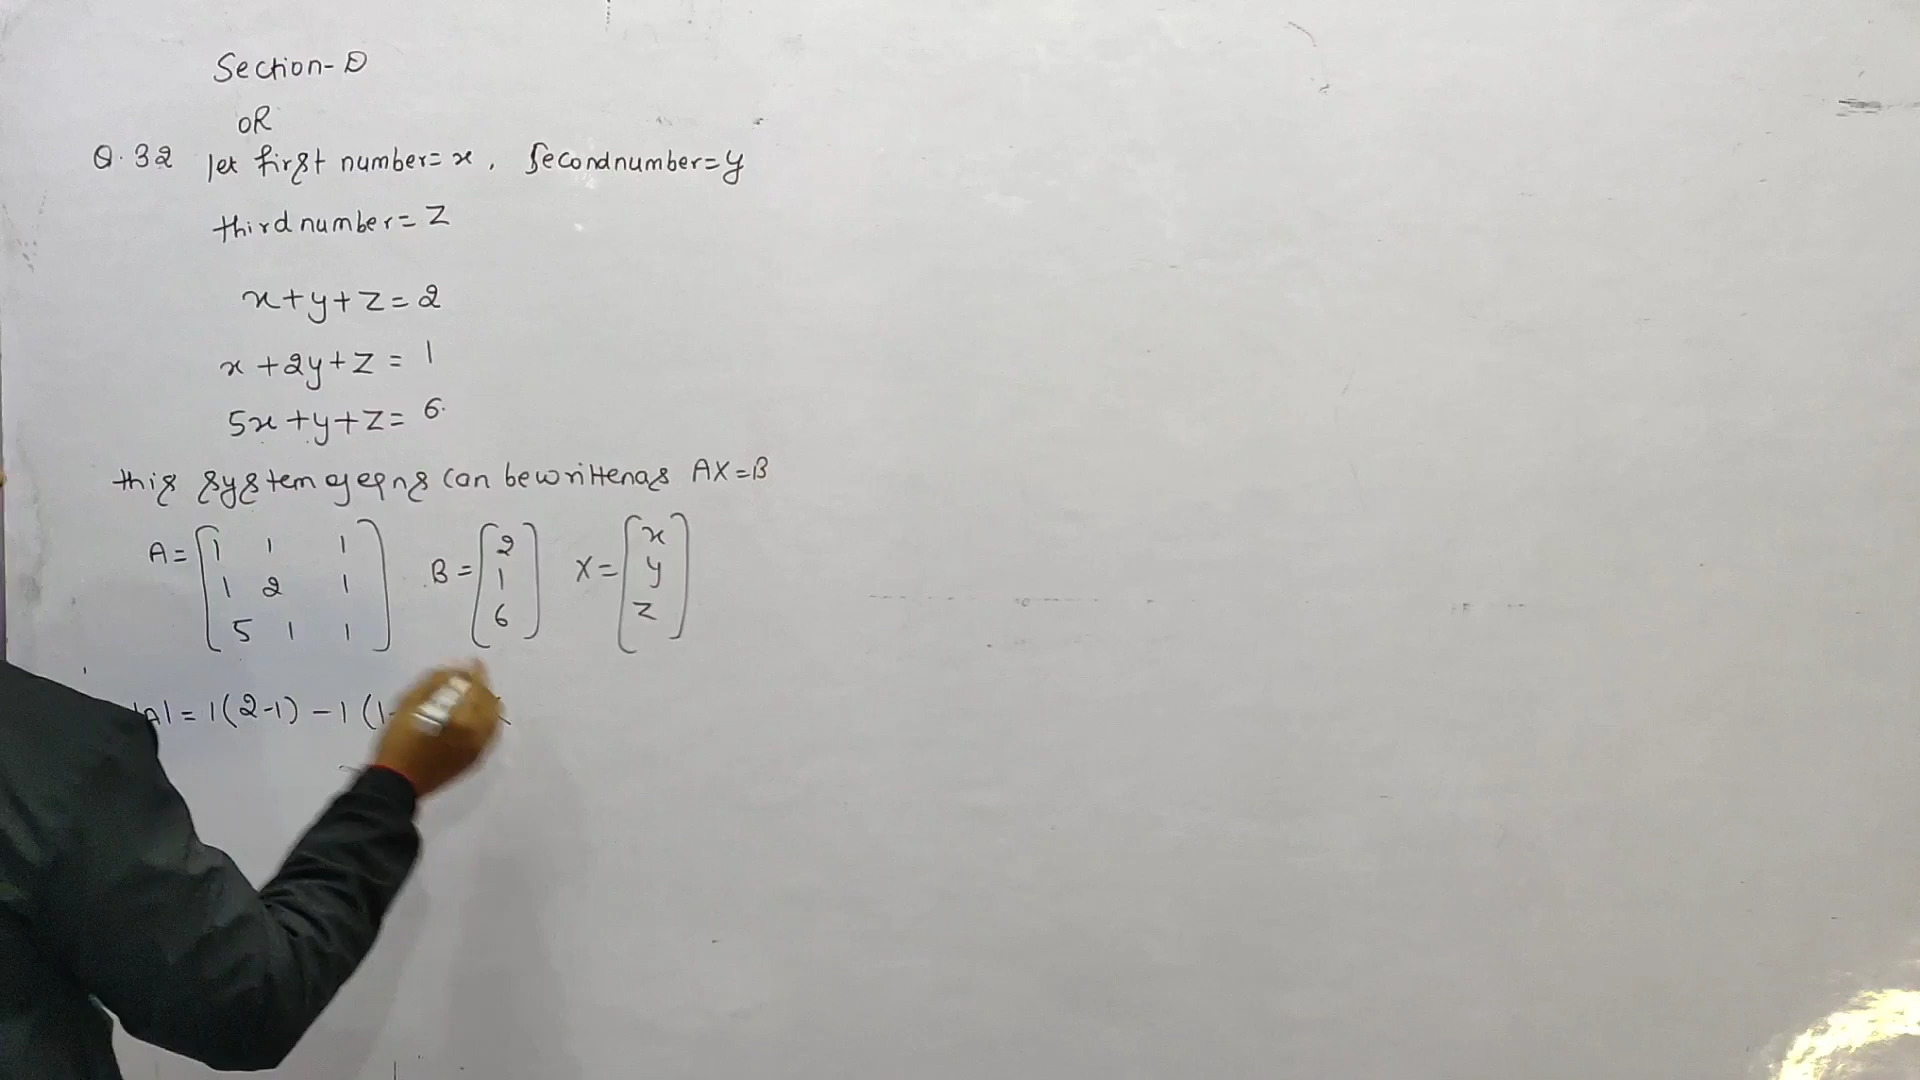 Section-D
OR
Q.32 let first number=x, Second number=y
third number=z
x+y+z=2
x+2y+z=1
5x+y+z=6.
this system of eqns can be written as AX=B
A=[1 1 1 B=[2 X=[x
1 2 1 1 y
5 1 1] 6] z]
|A|=1(2-1)-1(1-